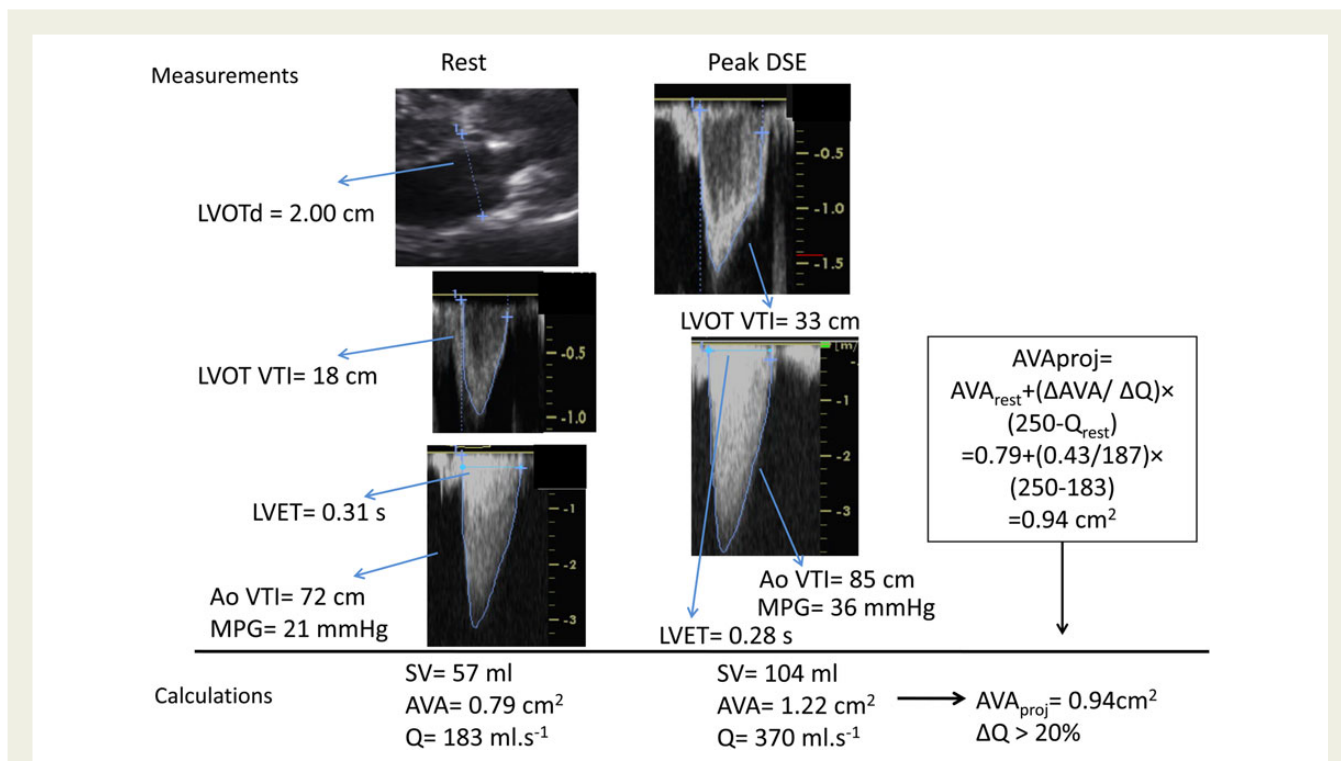 Measurements
Rest
Peak DSE
LVOTd = 2.00 cm
LVOT VTI= 18 cm
LVET= 0.31 s
Ao VTI= 72 cm
MPG= 21 mmHg
1
-0.5
-1.0
-1
-2
-3
1
-0.5
-1.0
-1.5
LVOT VTI= 33 cm
[m/
-1
-2
-3
Ao VTI= 85 cm
MPG= 36 mmHg
LVET= 0.28 s
AVAproj=
AVArest+(ΔAVA/ ΔQ)×
(250-Qrest)
=0.79+(0.43/187)×
(250-183)
=0.94 cm²
Calculations
SV= 57 ml
AVA= 0.79 cm²
Q= 183 ml.s⁻¹
SV= 104 ml
AVA= 1.22 cm²
Q= 370 ml.s⁻¹
AVAproj= 0.94cm²
ΔQ > 20%